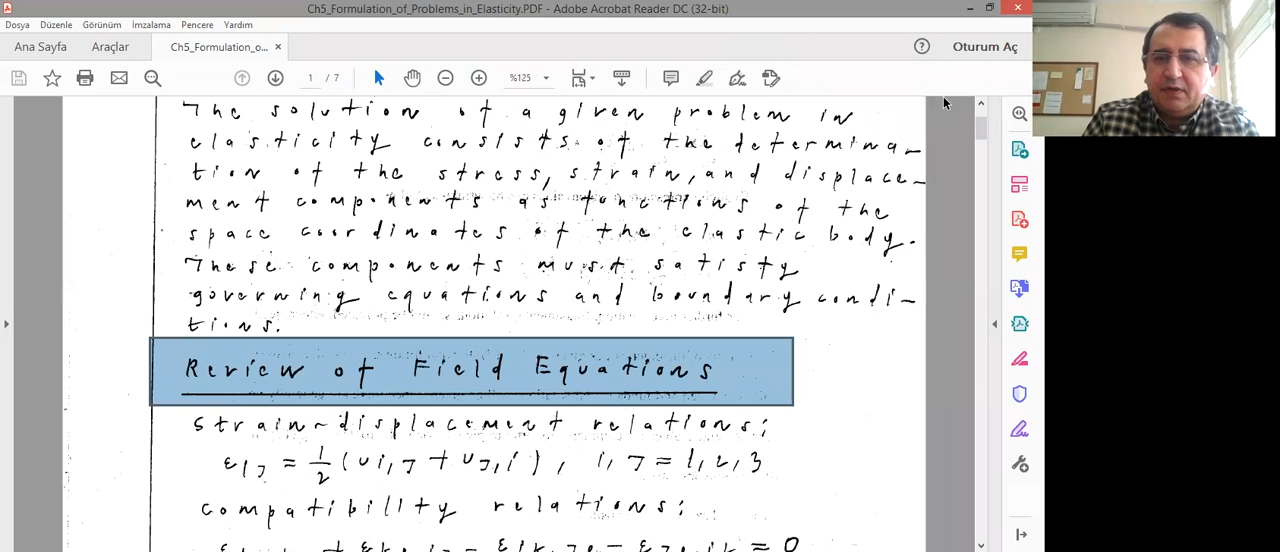 Ch5_Formulation_of_Problems_in_Elasticity.PDF - Adobe Acrobat Reader DC (32-bit)
Dosya Düzenle Görünüm İmzalama Pencere Yardım
Ana Sayfa Araçlar Ch5_Formulation_o... × Oturum Aç
1 / 7 %125
The solution of a given problem in
elasticity consists of the determina-
tion of the stress, strain, and displace-
ment components as functions of the
space coordinates of the elastic body.
These components must satisfy
governing equations and boundary condi-
tions.
Review of Field Equations
Strain-displacement relations:
εij = 1/2 (ui,j + uj,i), i,j = 1,2,3
compatibility relations: